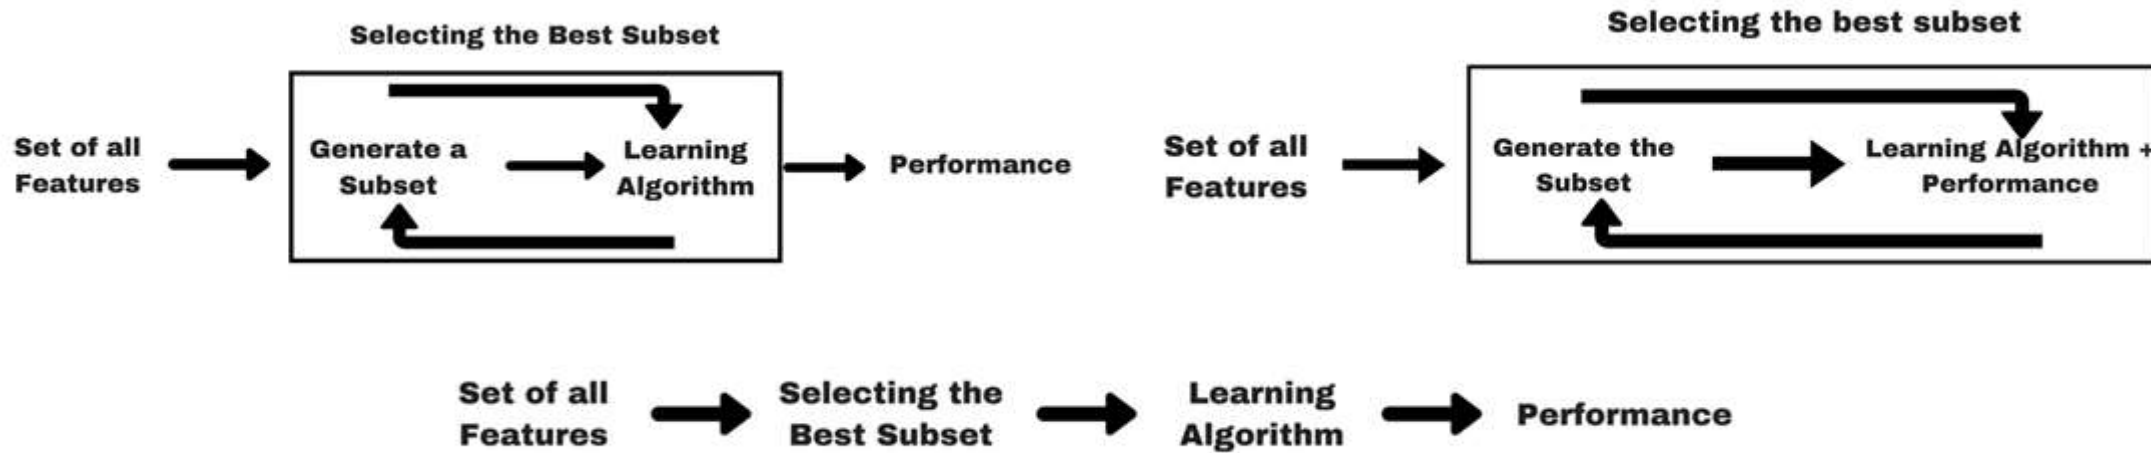 Selecting the Best Subset
Set of all
Features
Generate a
Subset
Learning
Algorithm
Performance
Selecting the best subset
Set of all
Features
Generate the
Subset
Learning Algorithm +
Performance
Set of all
Features
Selecting the
Best Subset
Learning
Algorithm
Performance